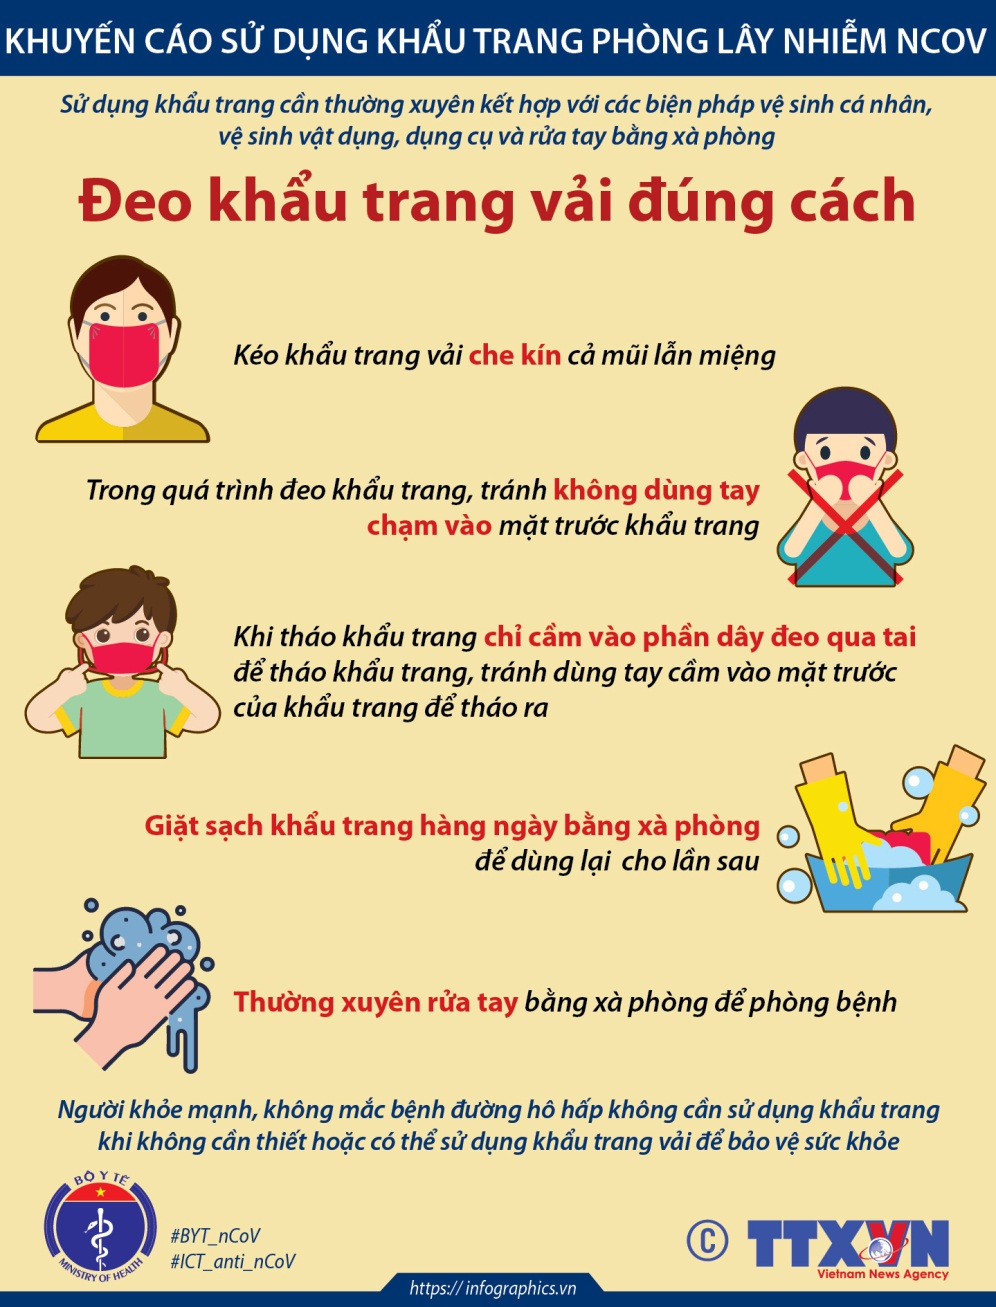 KHUYẾN CÁO SỬ DỤNG KHẨU TRANG PHÒNG LÂY NHIỄM NCOV
Sử dụng khẩu trang cần thường xuyên kết hợp với các biện pháp vệ sinh cá nhân,
vệ sinh vật dụng, dụng cụ và rửa tay bằng xà phòng
Đeo khẩu trang vải đúng cách
Kéo khẩu trang vải che kín cả mũi lẫn miệng
Trong quá trình đeo khẩu trang, tránh không dùng tay
chạm vào mặt trước khẩu trang
Khi tháo khẩu trang chỉ cầm vào phần dây đeo qua tai
để tháo khẩu trang, tránh dùng tay cầm vào mặt trước
của khẩu trang để tháo ra
Giặt sạch khẩu trang hàng ngày bằng xà phòng
để dùng lại cho lần sau
Thường xuyên rửa tay bằng xà phòng để phòng bệnh
Người khỏe mạnh, không mắc bệnh đường hô hấp không cần sử dụng khẩu trang
khi không cần thiết hoặc có thể sử dụng khẩu trang vải để bảo vệ sức khỏe
BỘ Y TẾ
MINISTRY OF HEALTH
#BYT_nCoV
#ICT_anti_nCoV
© TTXVN
Vietnam News Agency
https://infographics.vn